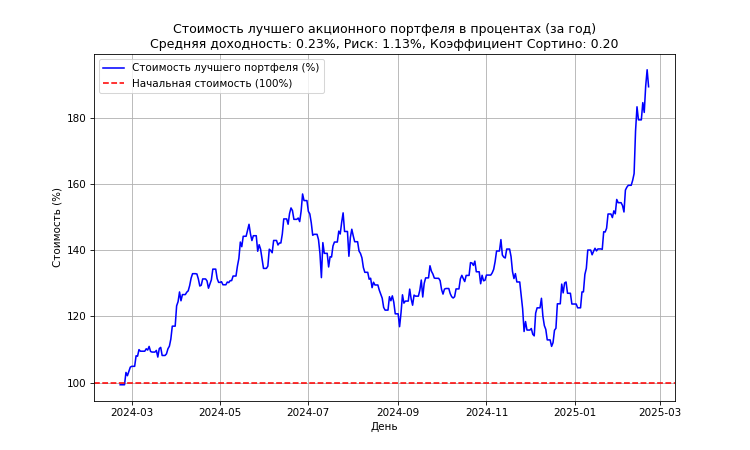 Стоимость лучшего акционного портфеля в процентах (за год)
Средняя доходность: 0.23%, Риск: 1.13%, Коэффициент Сортино: 0.20
Стоимость лучшего портфеля (%)
Начальная стоимость (100%)
Стоимость (%)
180
160
140
120
100
2024-03 2024-05 2024-07 2024-09 2024-11 2025-01 2025-03
День